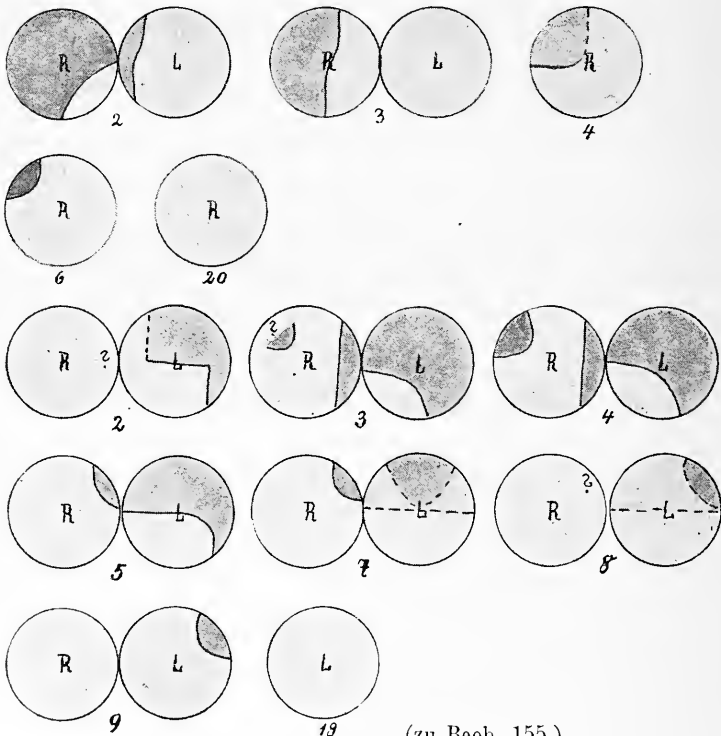 R L R L R
2 3 4
R R
6 20
R ? L ? R L R L
2 3 4
R L R L R ? L
5 7 8
R L L
9 19
(zu Beob. 155.)